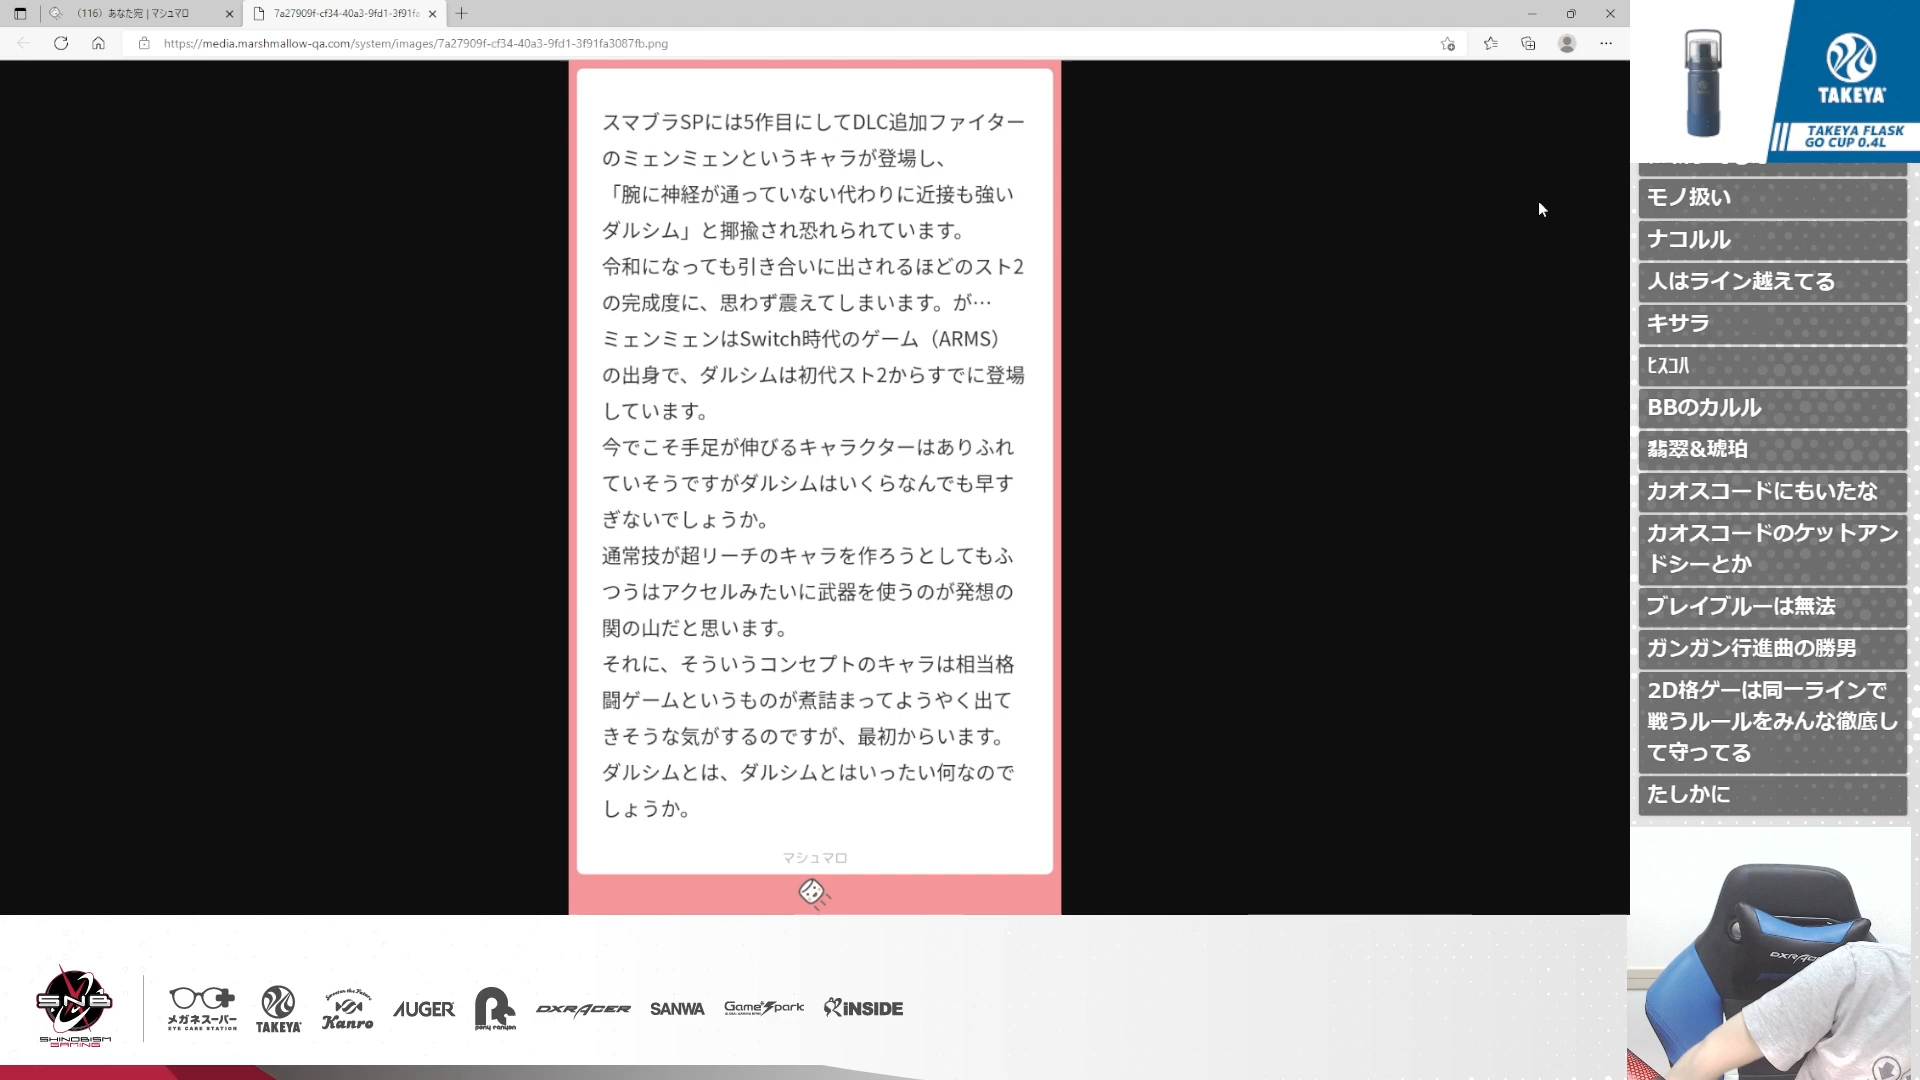 （116）あなた宛 | マシュマロ
7a27909f-cf34-40a3-9fd1-3f91fa
https://media.marshmallow-qa.com/system/images/7a27909f-cf34-40a3-9fd1-3f91fa3087fb.png
スマブラSPには5作目にしてDLC追加ファイター
のミェンミェンというキャラが登場し、
「腕に神経が通っていない代わりに近接も強い
ダルシム」と揶揄され恐れられています。
令和になっても引き合いに出されるほどのスト2
の完成度に、思わず震えてしまいます。が…
ミェンミェンはSwitch時代のゲーム（ARMS）
の出身で、ダルシムは初代スト2からすでに登場
しています。
今でこそ手足が伸びるキャラクターはありふれ
ていそうですがダルシムはいくらなんでも早す
ぎないでしょうか。
通常技が超リーチのキャラを作ろうとしてもふ
つうはアクセルみたいに武器を使うのが発想の
関の山だと思います。
それに、そういうコンセプトのキャラは相当格
闘ゲームというものが煮詰まってようやく出て
きそうな気がするのですが、最初からいます。
ダルシムとは、ダルシムとはいったい何なので
しょうか。
マシュマロ
TAKEYA
TAKEYA FLASK
GO CUP 0.4L
モノ扱い
ナコルル
人はライン越えてる
キサラ
ﾋｽｺﾊ
BBのカルル
翡翠&琥珀
カオスコードにもいたな
カオスコードのケットアン
ドシーとか
ブレイブルーは無法
ガンガン行進曲の勝男
2D格ゲーは同一ラインで
戦うルールをみんな徹底し
て守ってる
たしかに
SNB
SHINOBISM
GAMING
メガネスーパー
EYE CARE STATION
TAKEYA
Kanro
AUGER
pony canyon
DXRACER
SANWA
Game*Spark
iNSIDE